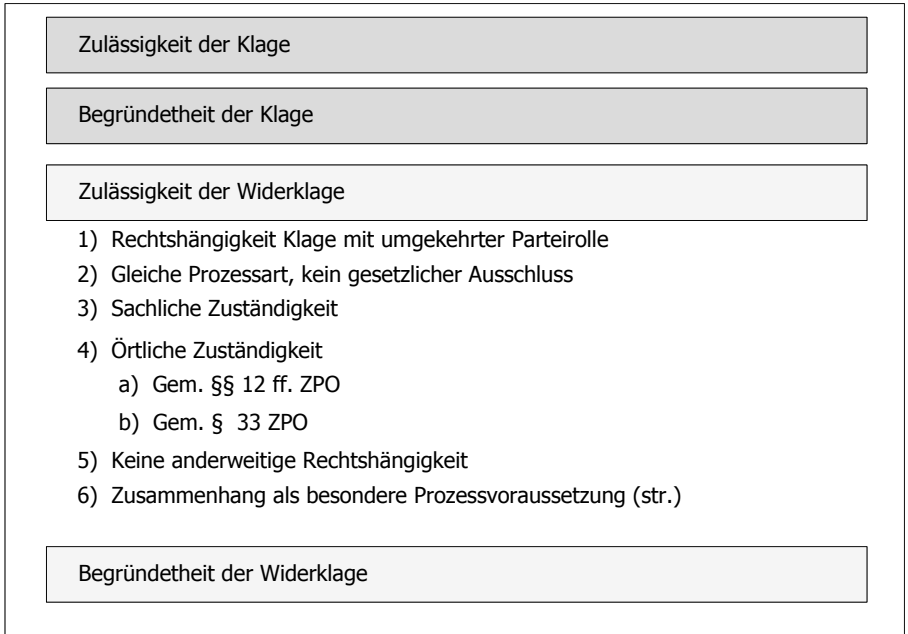 Zulässigkeit der Klage
Begründetheit der Klage
Zulässigkeit der Widerklage
1) Rechtshängigkeit Klage mit umgekehrter Parteirolle
2) Gleiche Prozessart, kein gesetzlicher Ausschluss
3) Sachliche Zuständigkeit
4) Örtliche Zuständigkeit
a) Gem. §§ 12 ff. ZPO
b) Gem. § 33 ZPO
5) Keine anderweitige Rechtshängigkeit
6) Zusammenhang als besondere Prozessvoraussetzung (str.)
Begründetheit der Widerklage